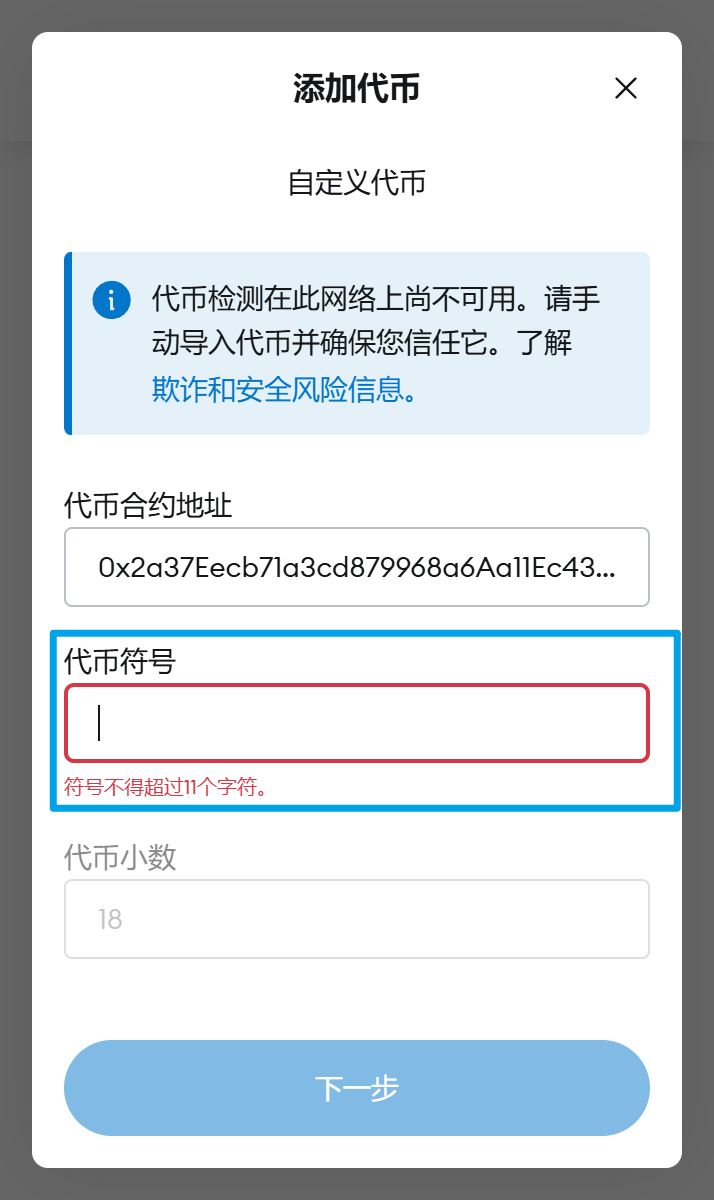 添加代币
自定义代币
代币检测在此网络上尚不可用。请手
动导入代币并确保您信任它。了解
欺诈和安全风险信息。
代币合约地址
0x2a37Eecb71a3cd879968a6Aa11Ec43...
代币符号
符号不得超过11个字符。
代币小数
18
下一步